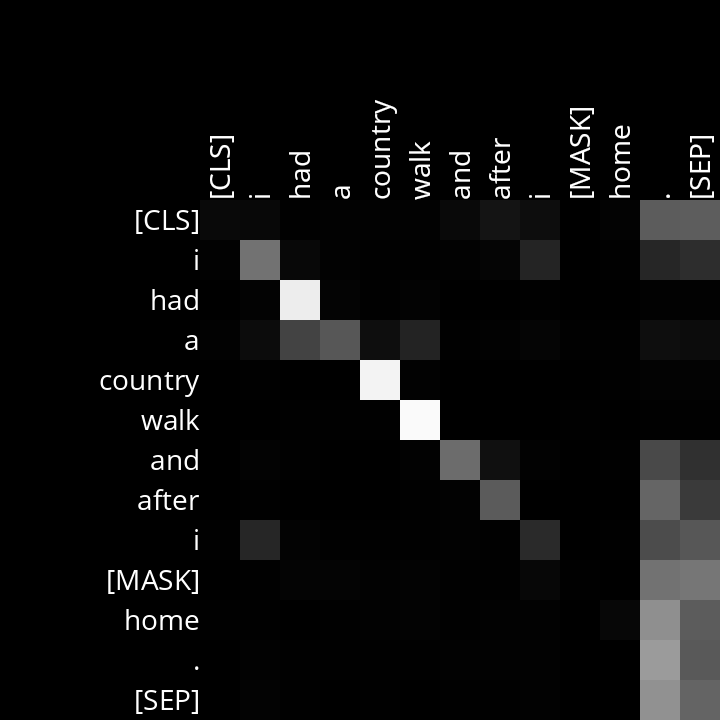 [CLS] i had a country walk and after i [MASK] home . [SEP]
[CLS]
i
had
a
country
walk
and
after
i
[MASK]
home
.
[SEP]